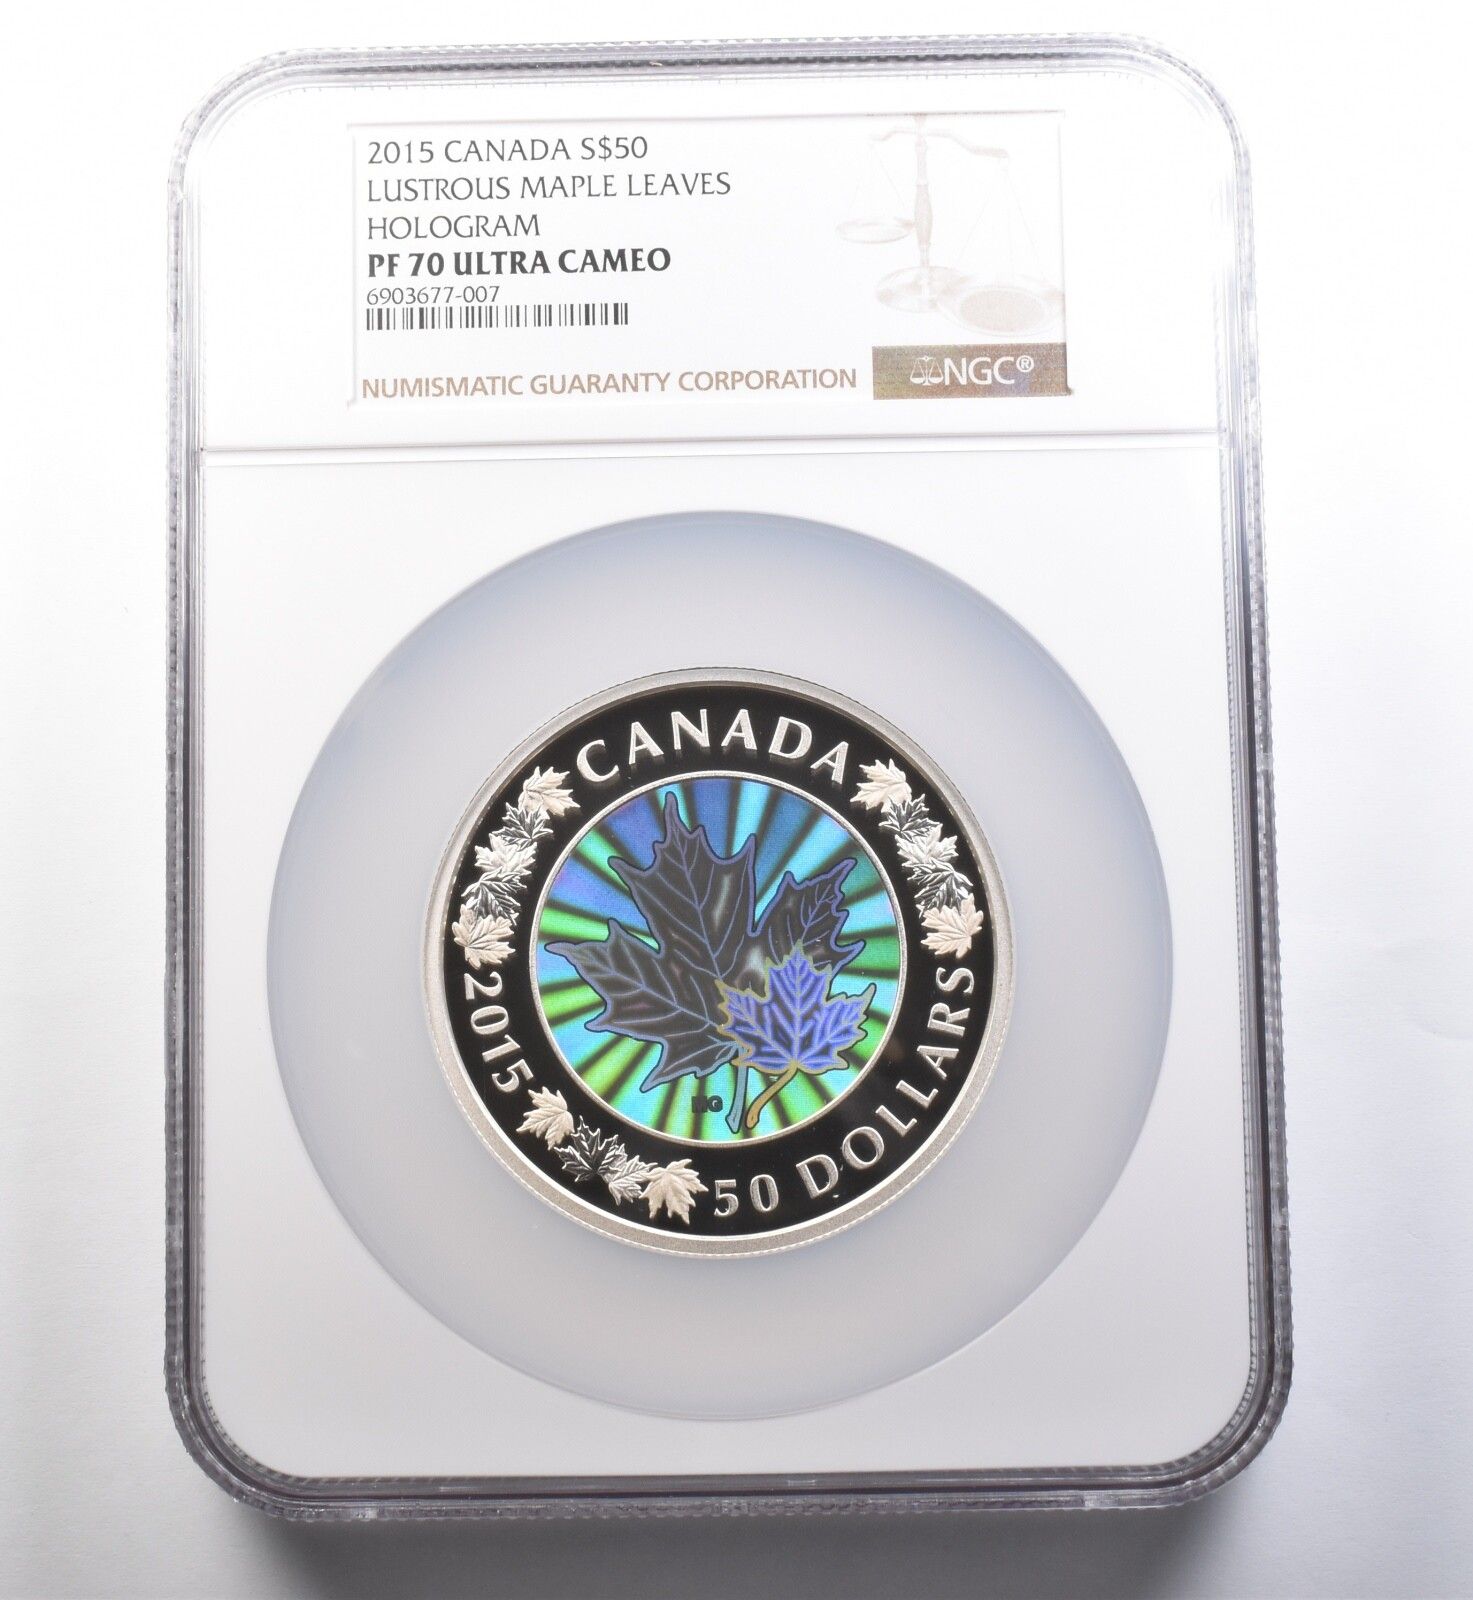 2015 CANADA S$50
LUSTROUS MAPLE LEAVES
HOLOGRAM
PF 70 ULTRA CAMEO
6903677-007
NUMISMATIC GUARANTY CORPORATION
NGC®
CANADA
2015
50 DOLLARS